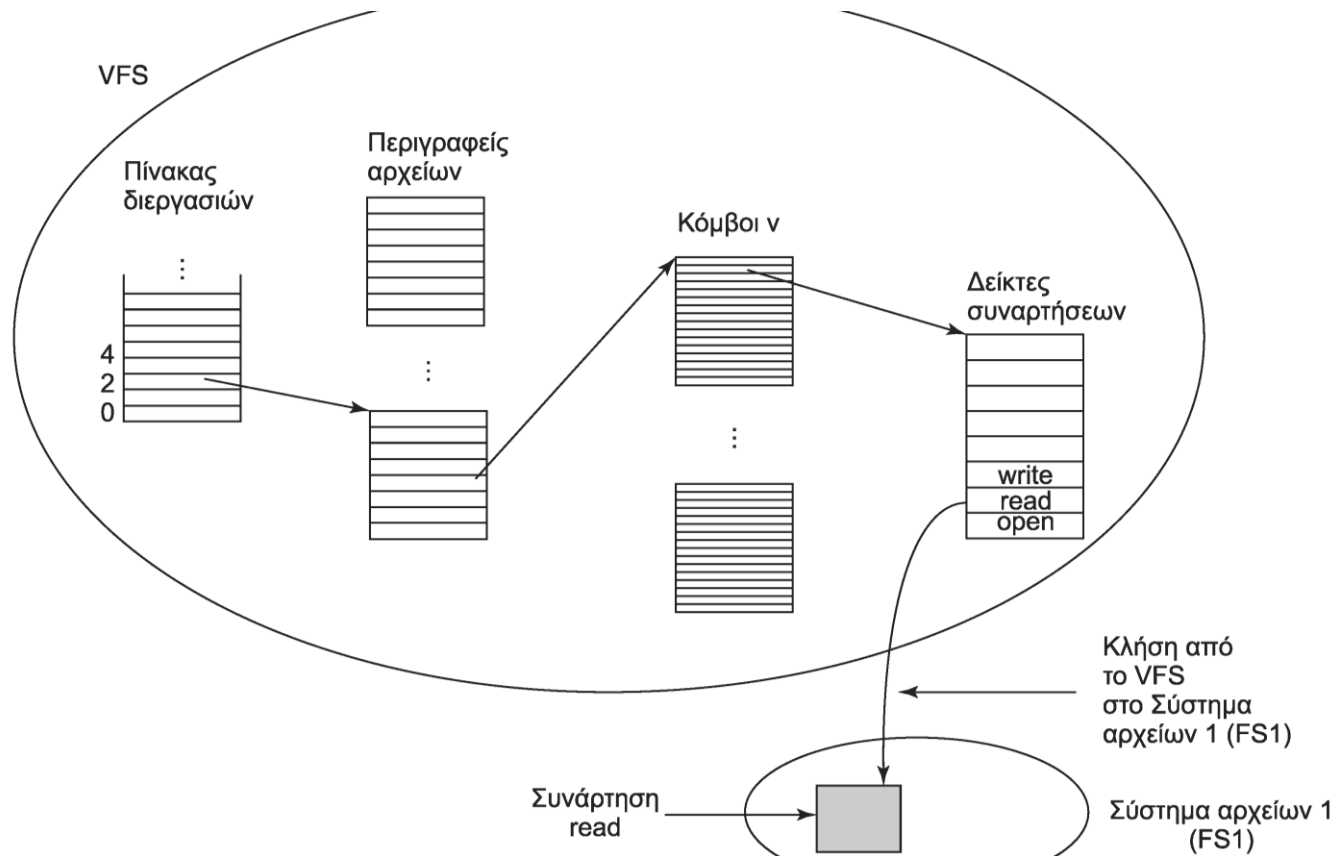 VFS
Πίνακας
διεργασιών
⋮
4
2
0
Περιγραφείς
αρχείων
⋮
Κόμβοι v
⋮
Δείκτες
συναρτήσεων
write
read
open
Κλήση από
το VFS
στο Σύστημα
αρχείων 1 (FS1)
Συνάρτηση
read
Σύστημα αρχείων 1
(FS1)